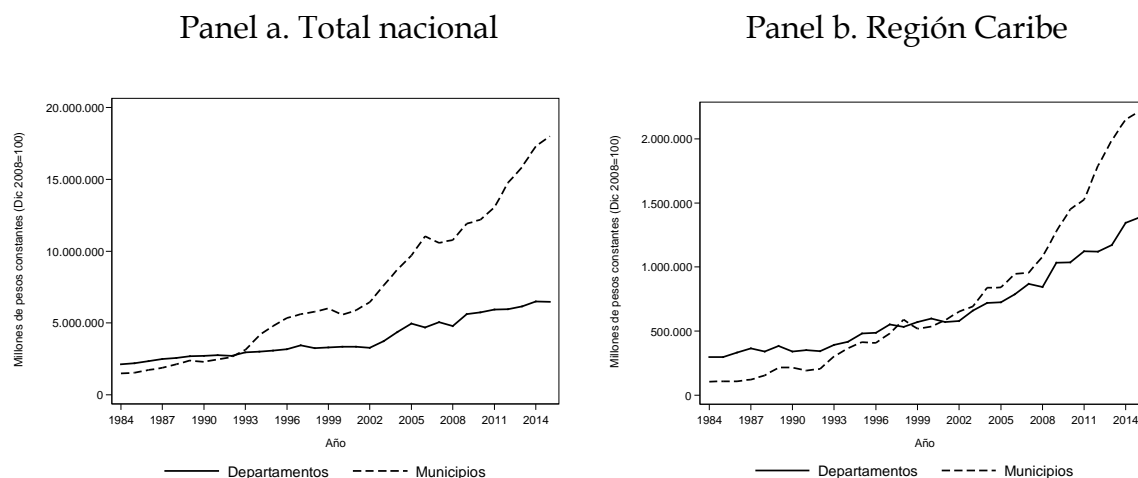 Panel a. Total nacional
Panel b. Región Caribe
Millones de pesos constantes (Dic 2008=100)
20.000.000
15.000.000
10.000.000
5.000.000
0
1984 1987 1990 1993 1996 1999 2002 2005 2008 2011 2014
Año
Departamentos Municipios
Millones de pesos constantes (Dic 2008=100)
2.000.000
1.500.000
1.000.000
500.000
0
1984 1987 1990 1993 1996 1999 2002 2005 2008 2011 2014
Año
Departamentos Municipios